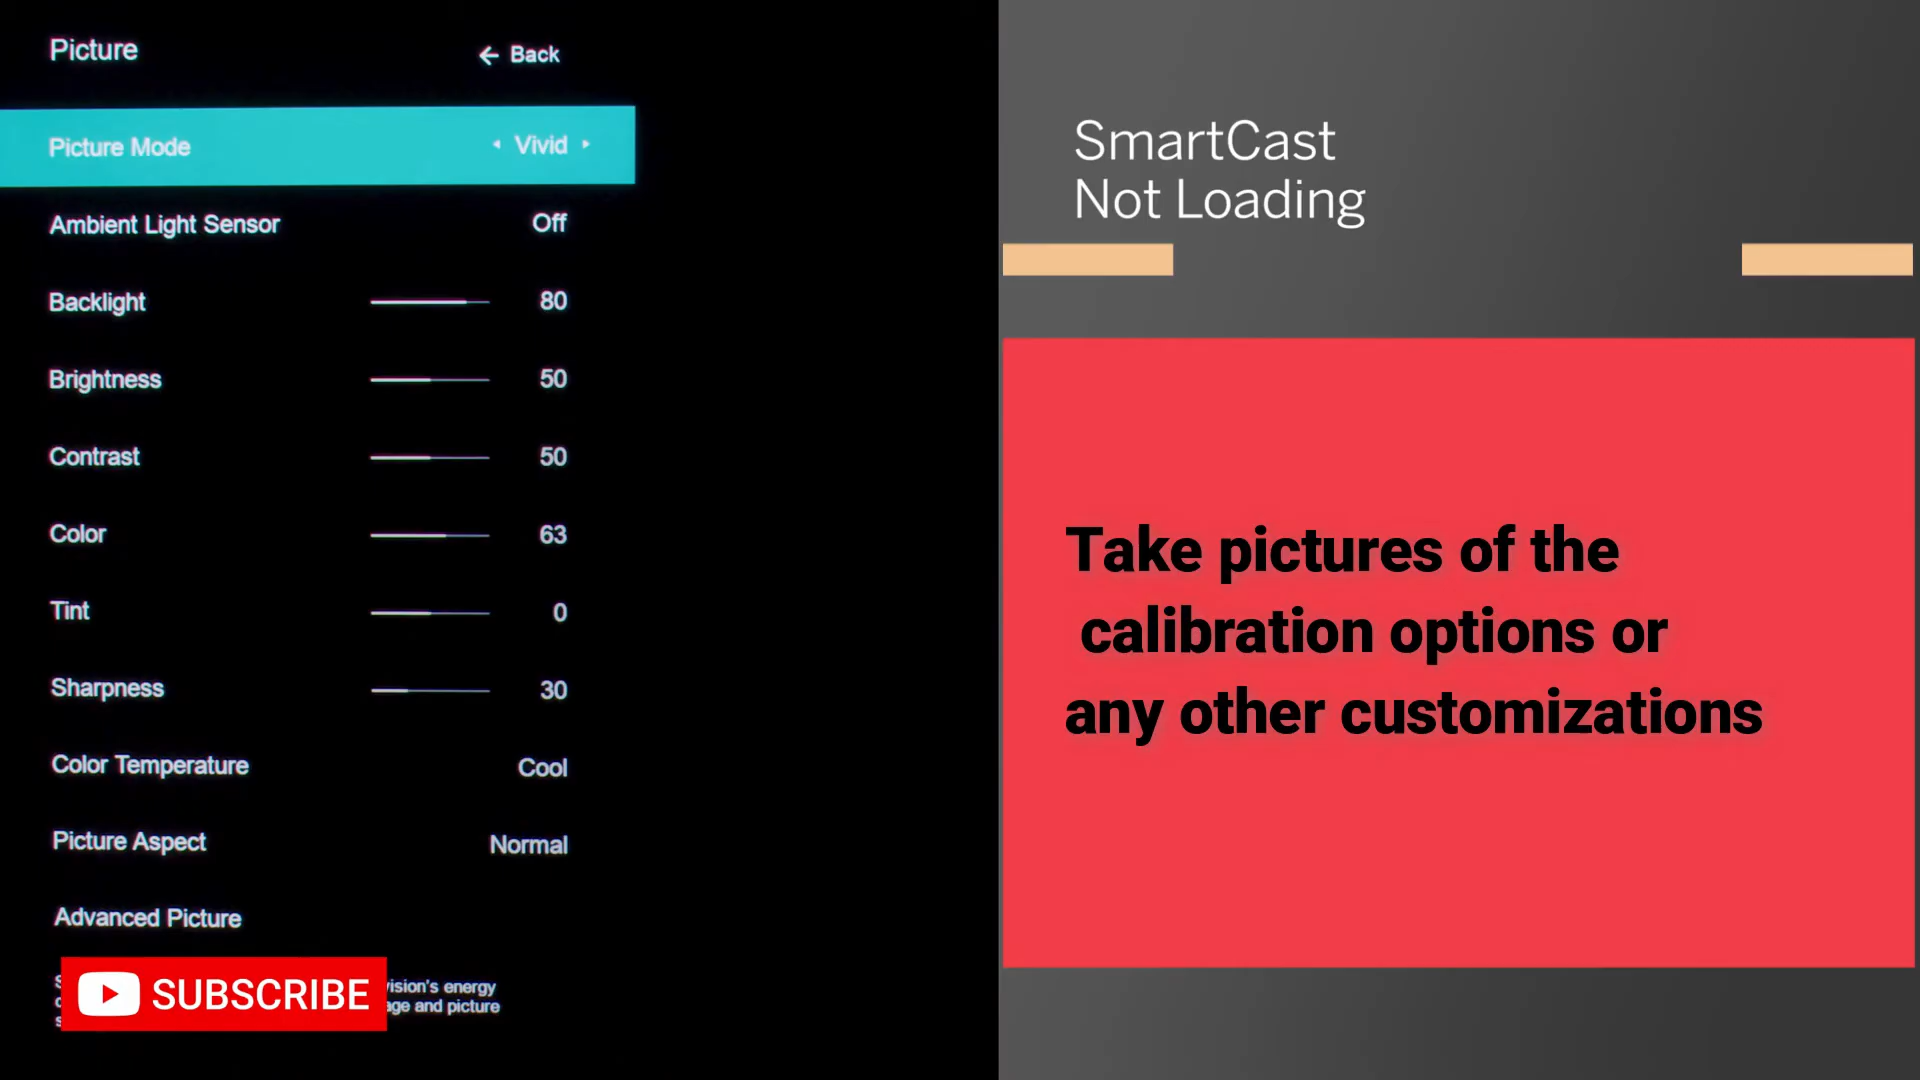 Picture
← Back
Picture Mode ◂ Vivid ▸
Ambient Light Sensor Off
Backlight 80
Brightness 50
Contrast 50
Color 63
Tint 0
Sharpness 30
Color Temperature Cool
Picture Aspect Normal
Advanced Picture
energy
and picture
SUBSCRIBE
SmartCast
Not Loading
Take pictures of the
calibration options or
any other customizations